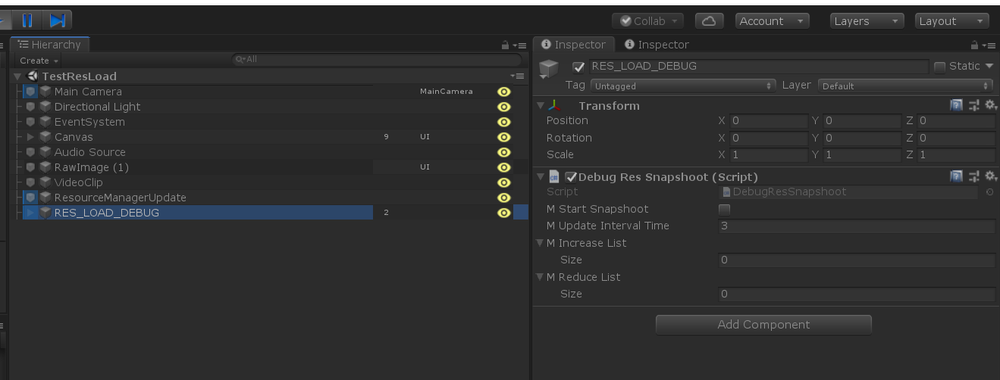 Collab Account Layers Layout
Hierarchy
Create All
TestResLoad
Main Camera MainCamera
Directional Light
EventSystem
Canvas 9 UI
Audio Source
RawImage (1) UI
VideoClip
ResourceManagerUpdate
RES_LOAD_DEBUG 2
Inspector Inspector
RES_LOAD_DEBUG Static
Tag Untagged Layer Default
Transform
Position X 0 Y 0 Z 0
Rotation X 0 Y 0 Z 0
Scale X 1 Y 1 Z 1
Debug Res Snapshoot (Script)
Script DebugResSnapshoot
M Start Snapshoot
M Update Interval Time 3
M Increase List
Size 0
M Reduce List
Size 0
Add Component